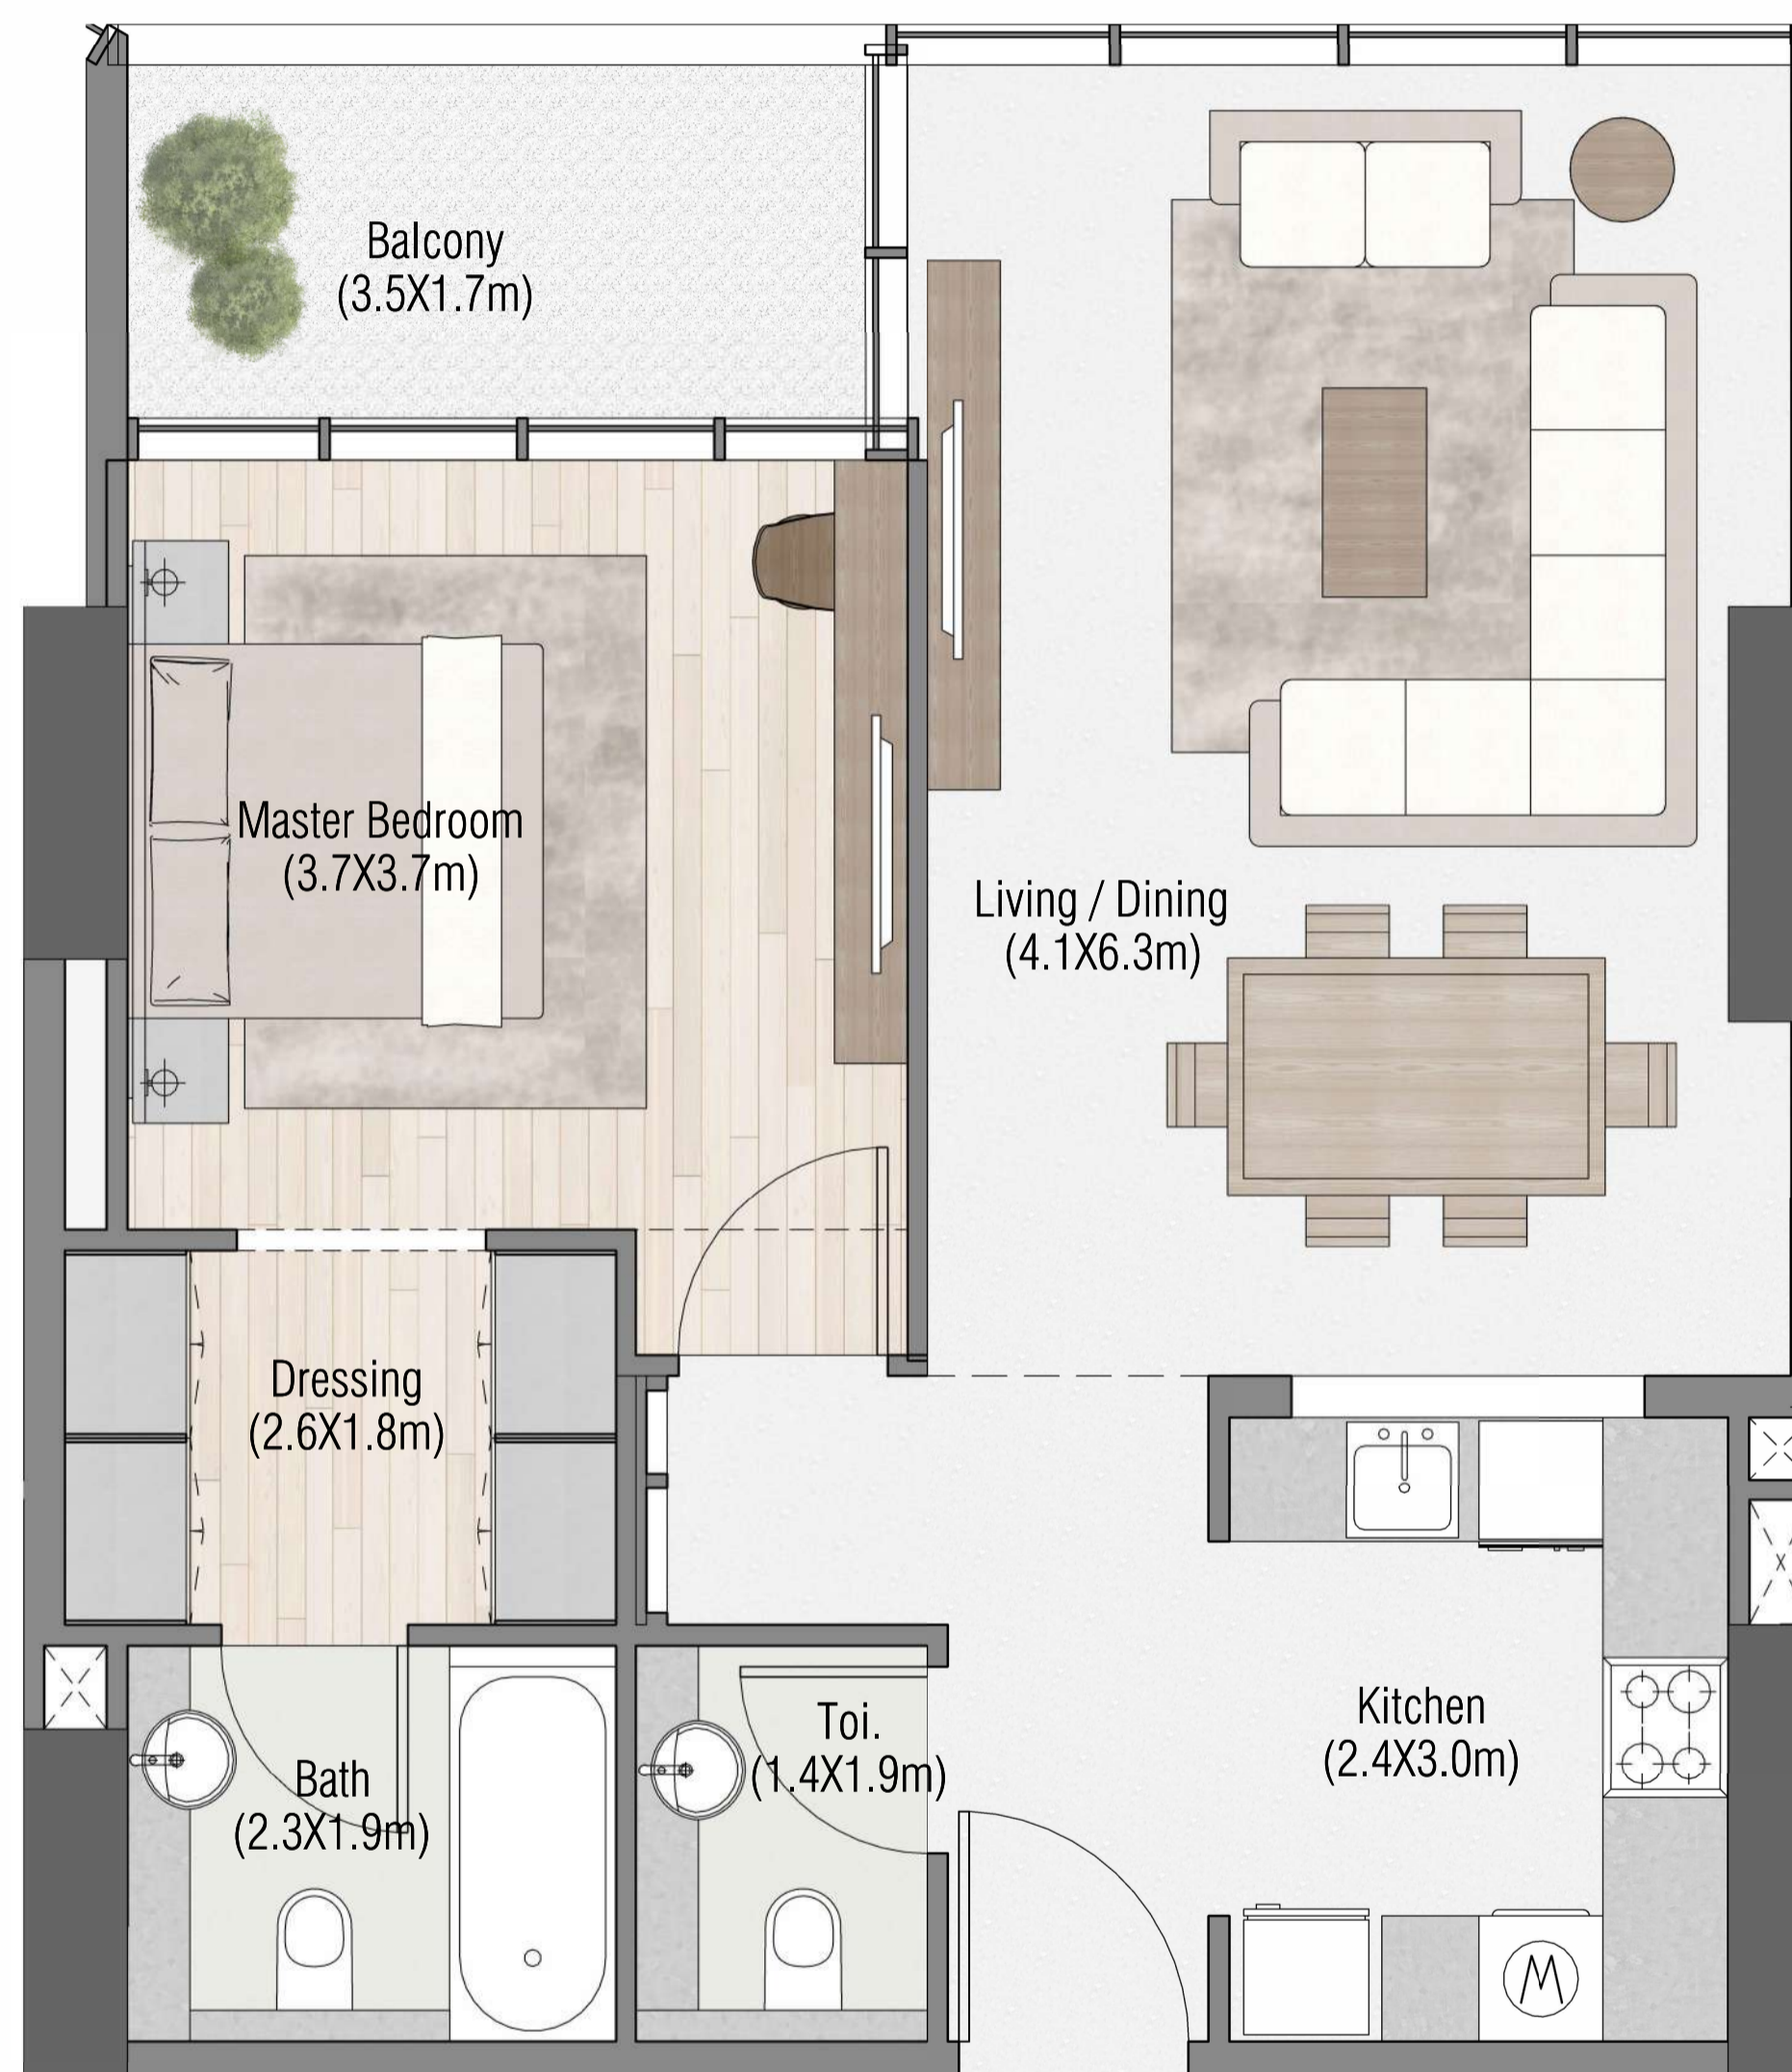 Balcony
(3.5X1.7m)
Master Bedroom
(3.7X3.7m)
Living / Dining
(4.1X6.3m)
Dressing
(2.6X1.8m)
Bath
(2.3X1.9m)
Toi.
(1.4X1.9m)
Kitchen
(2.4X3.0m)
M